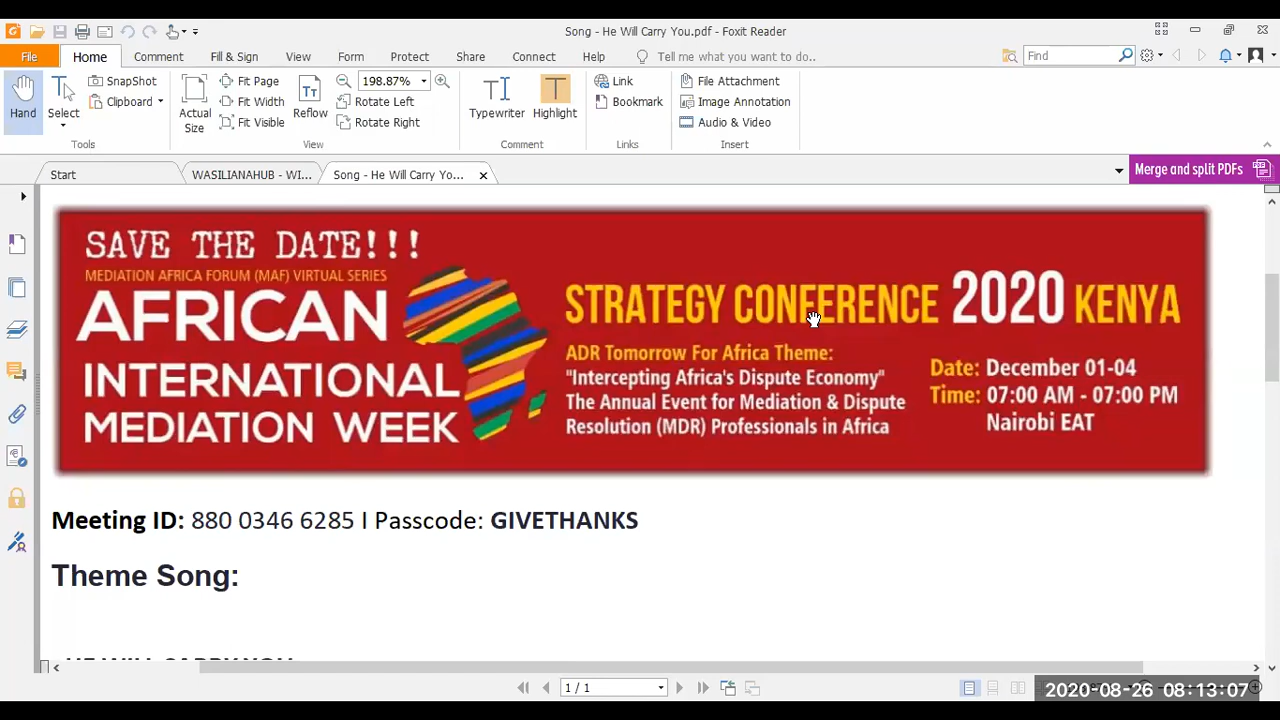 Song - He Will Carry You.pdf - Foxit Reader
File Home Comment Fill & Sign View Form Protect Share Connect Help Tell me what you want to do.. Find
Hand
Select
SnapShot
Clipboard
Actual Size
Fit Page
Fit Width
Fit Visible
Reflow
198.87%
Rotate Left
Rotate Right
Typewriter
Highlight
Link
Bookmark
File Attachment
Image Annotation
Audio & Video
Tools View Comment Links Insert
Start WASILIANAHUB - WI... Song - He Will Carry Yo... Merge and split PDFs
SAVE THE DATE!!!
MEDIATION AFRICA FORUM (MAF) VIRTUAL SERIES
AFRICAN
INTERNATIONAL
MEDIATION WEEK
STRATEGY CONFERENCE 2020 KENYA
ADR Tomorrow For Africa Theme:
"Intercepting Africa's Dispute Economy"
The Annual Event for Mediation & Dispute
Resolution (MDR) Professionals in Africa
Date: December 01-04
Time: 07:00 AM - 07:00 PM
Nairobi EAT
Meeting ID: 880 0346 6285 I Passcode: GIVETHANKS
Theme Song:
HE WILL CARRY YOU
1 / 1
2020-08-26 08:13:07